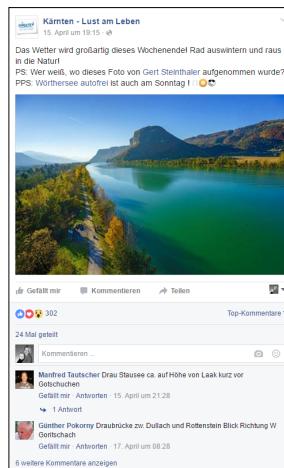 Kärnten - Lust am Leben
15. April um 19:15
Das Wetter wird großartig dieses Wochenende! Rad auswintern und raus
in die Natur!
PS: Wer weiß, wo dieses Foto von Gert Steinthaler aufgenommen wurde?
PPS: Wörthersee autofrei ist auch am Sonntag !
Gefällt mir Kommentieren Teilen
302 Top-Kommentare
24 Mal geteilt
Kommentieren ...
Manfred Tautscher Drau Stausee ca. auf Höhe von Laak kurz vor
Gotschuchen
Gefällt mir · Antworten · 15. April um 21:28
1 Antwort
Günther Pokorny Draubrücke zw. Dullach und Rottenstein Blick Richtung W
Goritschach
Gefällt mir · Antworten · 17. April um 08:28
6 weitere Kommentare anzeigen